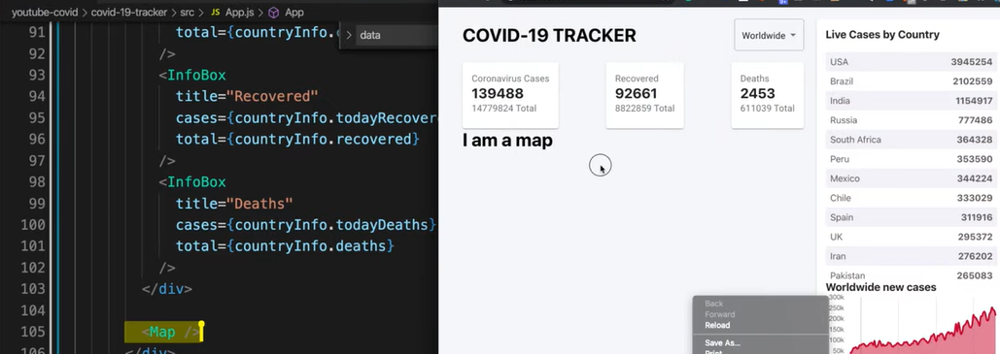 youtube-covid > covid-19-tracker > src > JS App.js > App
91 total={countryInfo.c
> data
92 />
93 <InfoBox
94 title="Recovered"
95 cases={countryInfo.todayRecover
96 total={countryInfo.recovered}
97 />
98 <InfoBox
99 title="Deaths"
100 cases={countryInfo.todayDeaths}
101 total={countryInfo.deaths}
102 />
103 </div>
104
105 <Map />
106 </div>
COVID-19 TRACKER
Worldwide
Coronavirus Cases
139488
14779824 Total
Recovered
92661
8822859 Total
Deaths
2453
611039 Total
I am a map
Live Cases by Country
USA 3945254
Brazil 2102559
India 1154917
Russia 777486
South Africa 364328
Peru 353590
Mexico 344224
Chile 333029
Spain 311916
UK 295372
Iran 276202
Pakistan 265083
Worldwide new cases
300k
250k
200k
150k
100k
50k
Back
Forward
Reload
Save As...
Print...